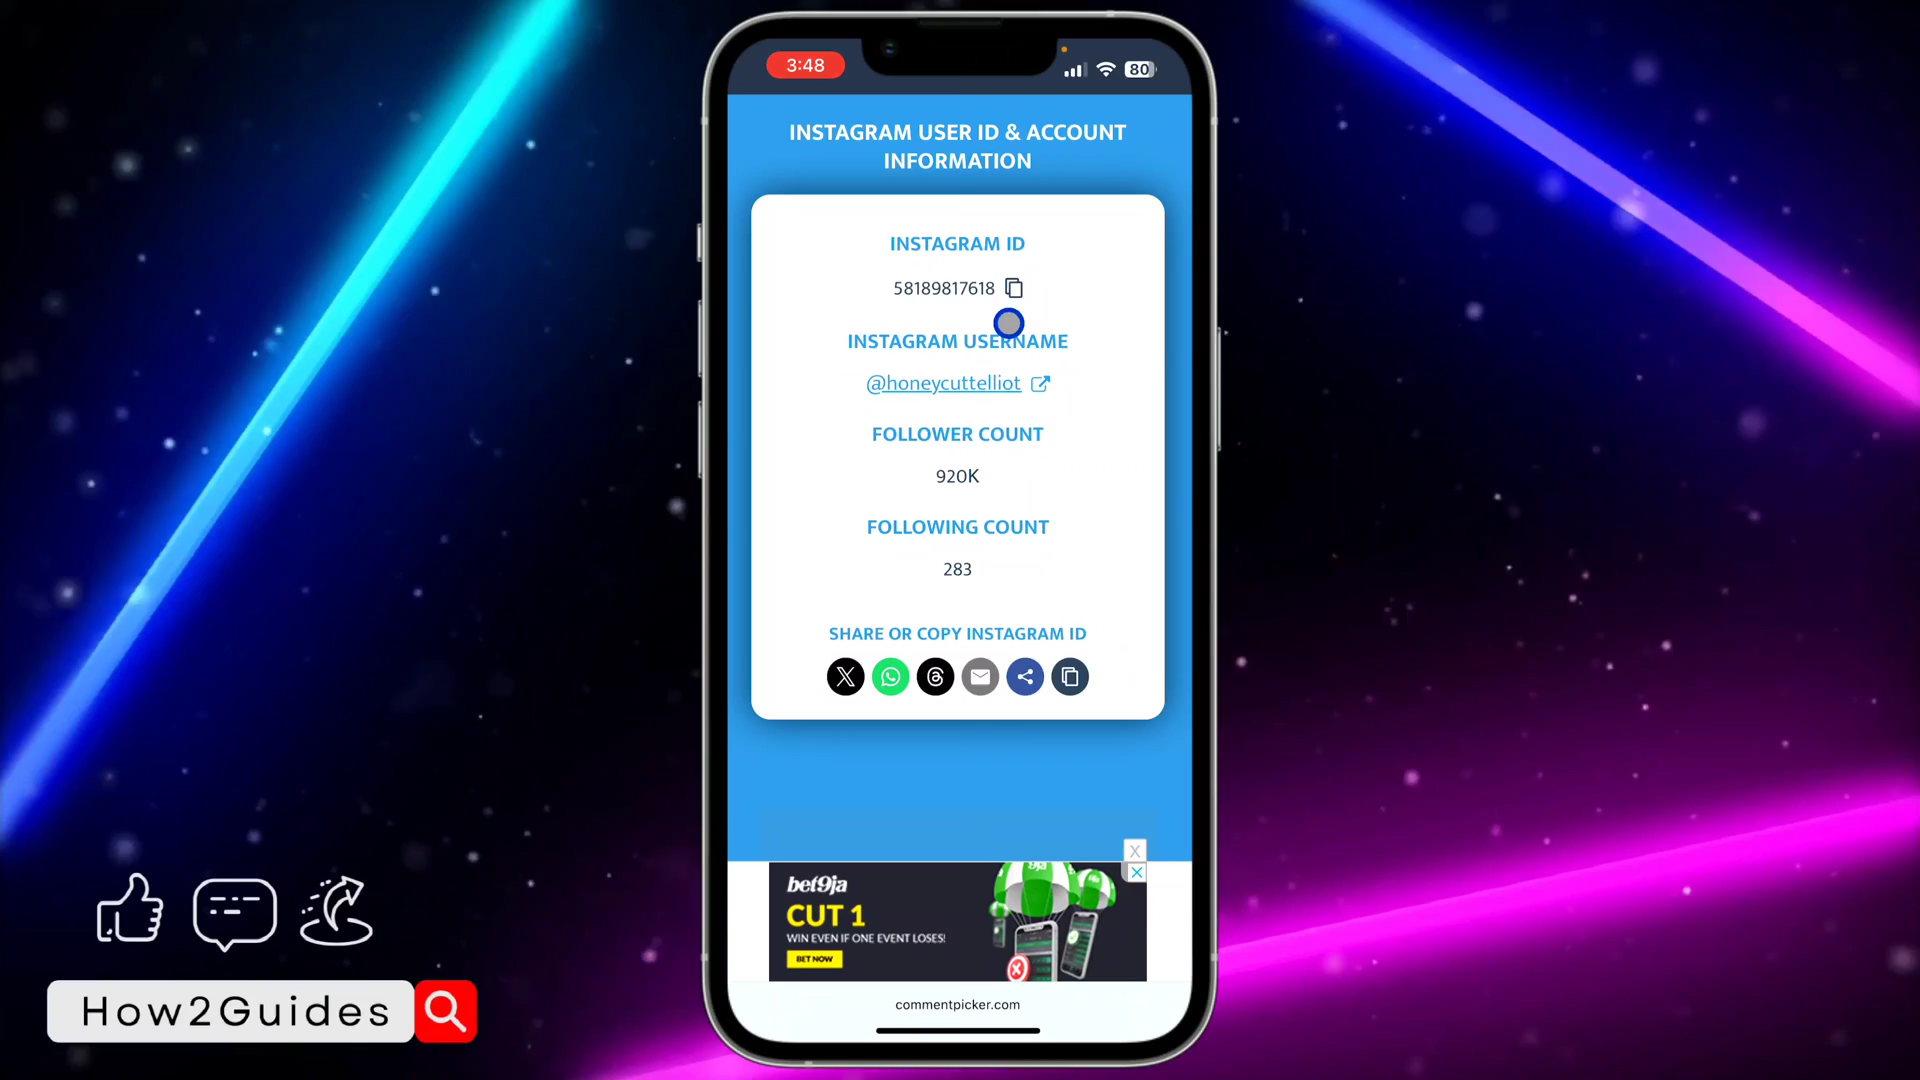 3:48
80
INSTAGRAM USER ID & ACCOUNT
INFORMATION
INSTAGRAM ID
58189817618
INSTAGRAM USERNAME
@honeycuttelliot
FOLLOWER COUNT
920K
FOLLOWING COUNT
283
SHARE OR COPY INSTAGRAM ID
X
bet9ja
CUT 1
WIN EVEN IF ONE EVENT LOSES!
BET NOW
commentpicker.com
How2Guides